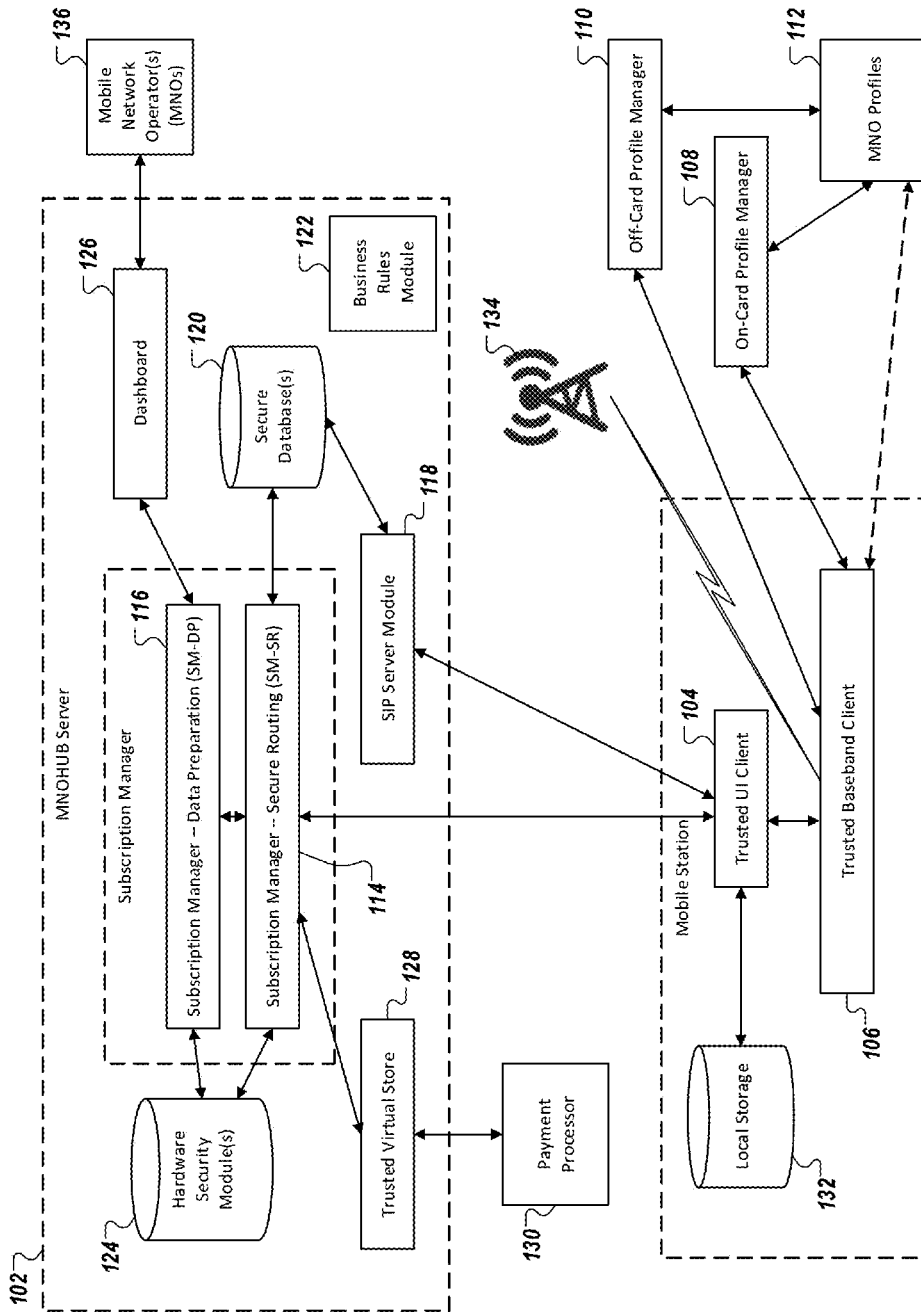 102
MNOHUB Server
136
Mobile
Network
Operator(s)
(MNOs)
126
Dashboard
Subscription Manager
116
Subscription Manager – Data Preparation (SM-DP)
Subscription Manager -- Secure Routing (SM-SR)
114
124
Hardware
Security
Module(s)
120
Secure
Database(s)
122
Business
Rules
Module
118
SIP Server Module
128
Trusted Virtual Store
130
Payment
Processor
134
110
Off-Card Profile Manager
108
On-Card Profile Manager
112
MNO Profiles
Mobile Station
104
Trusted UI Client
106
Trusted Baseband Client
132
Local Storage